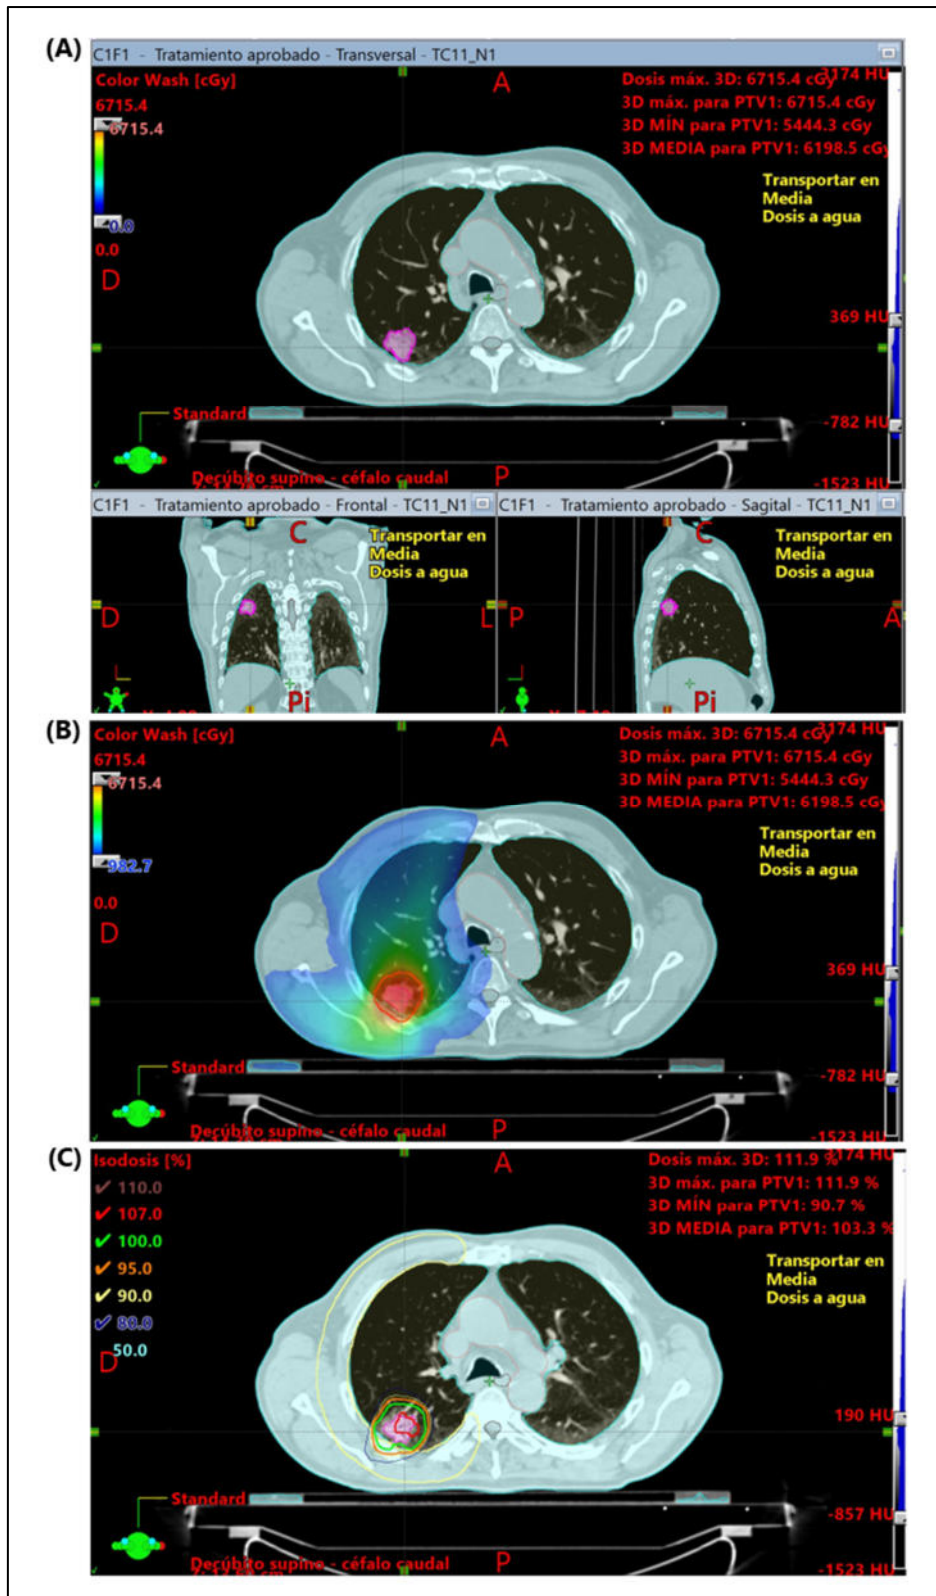 (A)
C1F1 - Tratamiento aprobado - Transversal - TC11_N1
Color Wash [cGy]
6715.4
6715.4
0.0
0.0
D
A
Dosis máx. 3D: 6715.4 cGy
3174 HU
3D máx. para PTV1: 6715.4 cGy
3D MÍN para PTV1: 5444.3 cGy
3D MEDIA para PTV1: 6198.5 cGy
Transportar en
Media
Dosis a agua
369 HU
-782 HU
-1523 HU
Standard
Decúbito supino - céfalo caudal
P
C1F1 - Tratamiento aprobado - Frontal - TC11_N1
C
Transportar en
Media
Dosis a agua
D
L
Pi
C1F1 - Tratamiento aprobado - Sagital - TC11_N1
C
Transportar en
Media
Dosis a agua
P
A
Pi
(B)
Color Wash [cGy]
6715.4
6715.4
982.7
0.0
D
A
Dosis máx. 3D: 6715.4 cGy
3174 HU
3D máx. para PTV1: 6715.4 cGy
3D MÍN para PTV1: 5444.3 cGy
3D MEDIA para PTV1: 6198.5 cGy
Transportar en
Media
Dosis a agua
369 HU
-782 HU
-1523 HU
Standard
Decúbito supino - céfalo caudal
P
(C)
Isodosis [%]
110.0
107.0
100.0
95.0
90.0
80.0
50.0
D
A
Dosis máx. 3D: 111.9 %
3174 HU
3D máx. para PTV1: 111.9 %
3D MÍN para PTV1: 90.7 %
3D MEDIA para PTV1: 103.3 %
Transportar en
Media
Dosis a agua
190 HU
-857 HU
-1523 HU
Standard
Decúbito supino - céfalo caudal
P